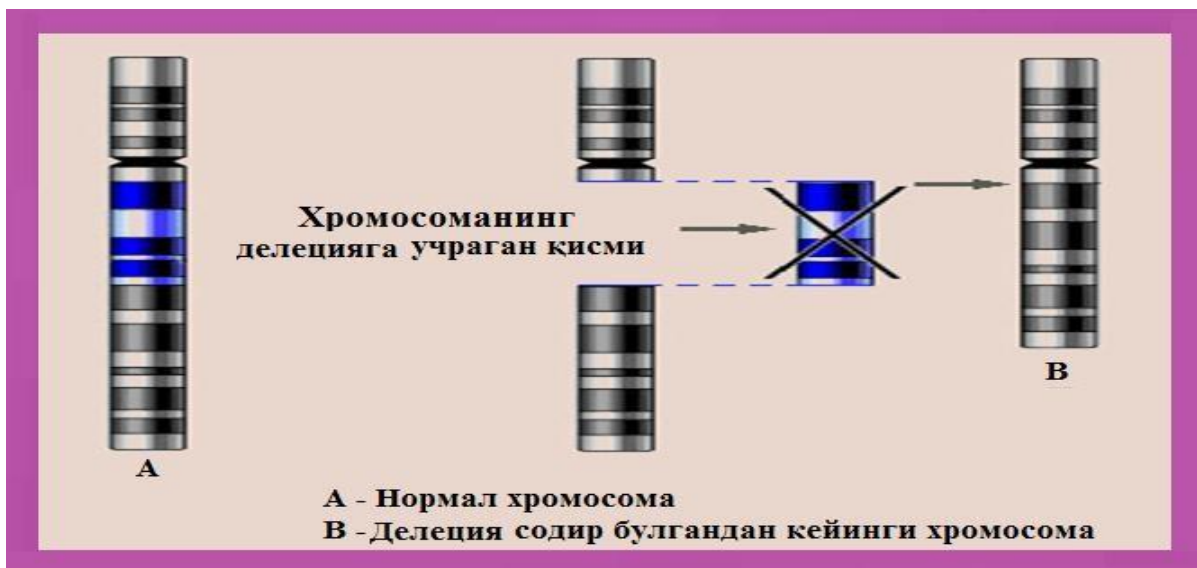 Хромосоманинг
делецияга учраган қисми
A
B
A - Нормал хромосома
B - Делеция содир булгандан кейинги хромосома